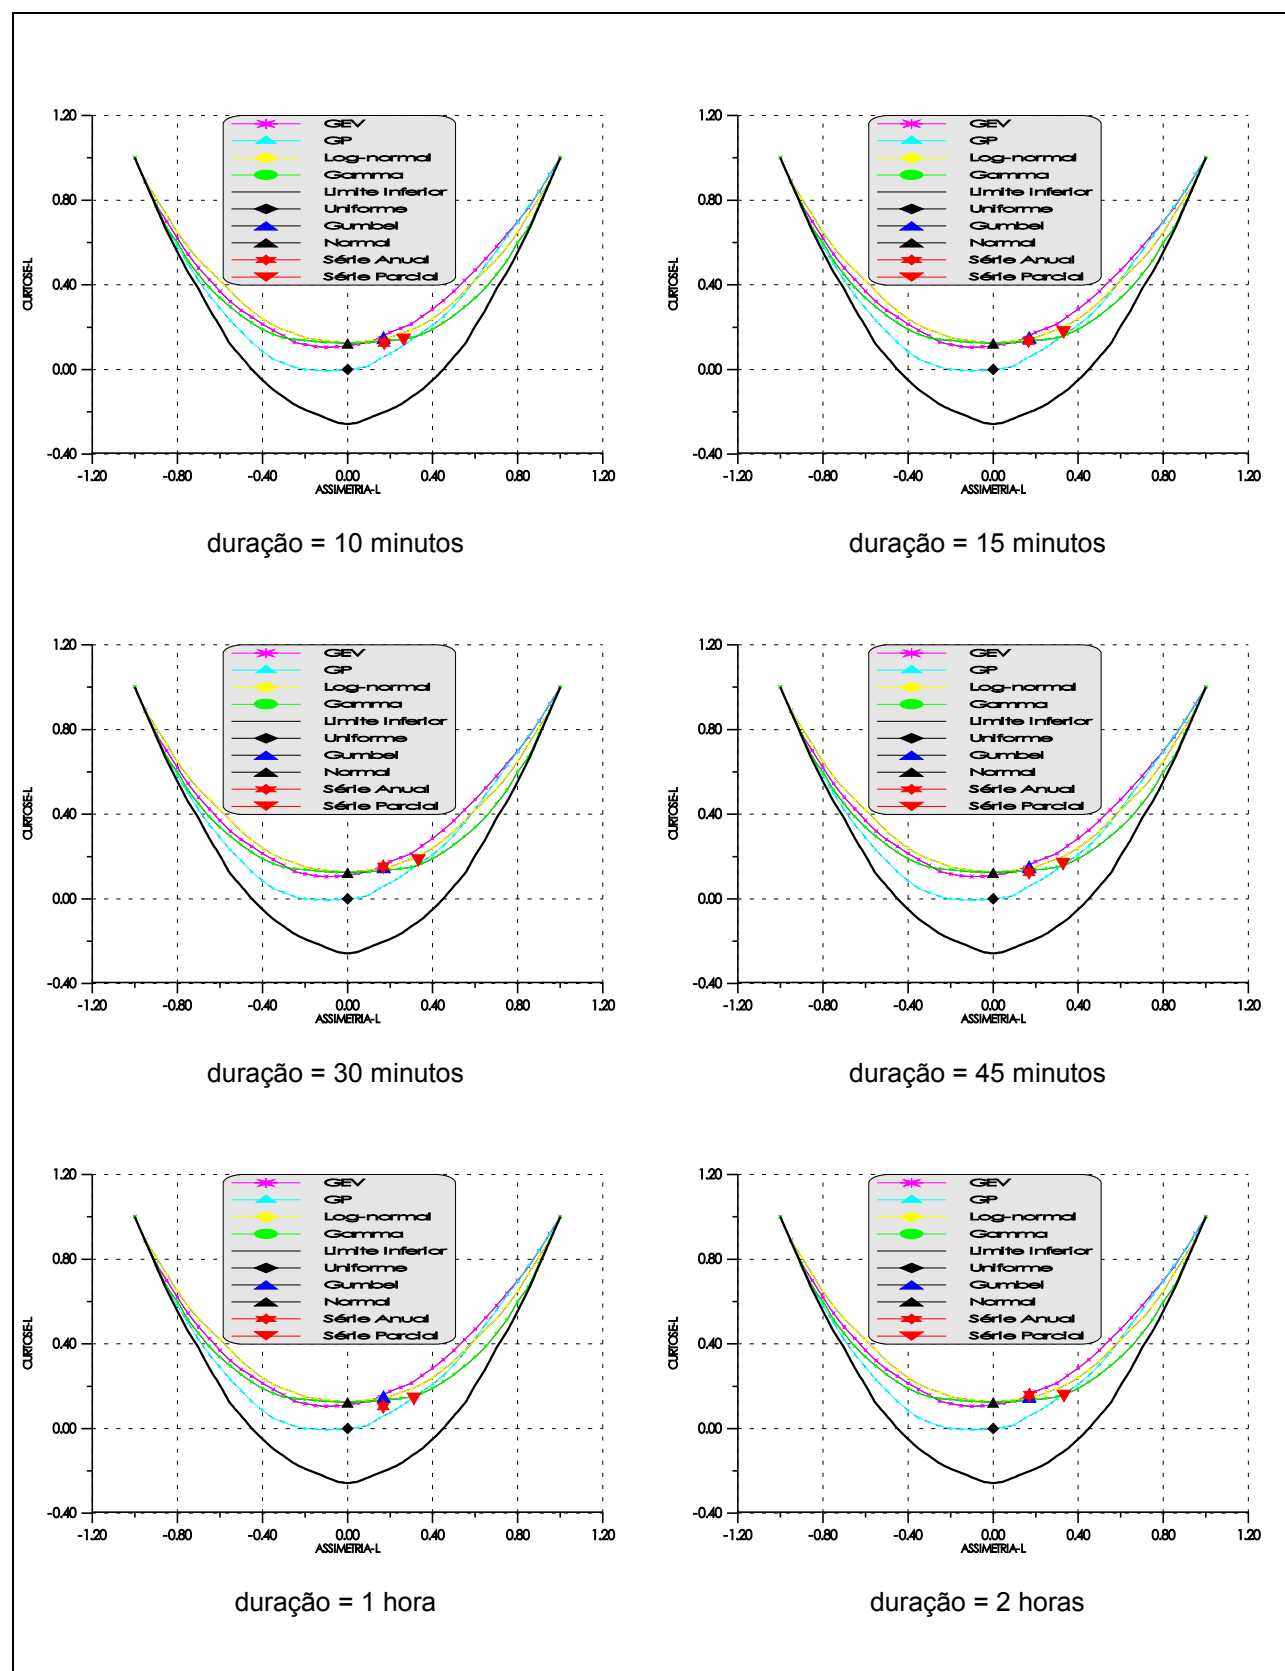 1.20
0.80
0.40
0.00
-0.40
CURTOSE-L
-1.20 -0.80 -0.40 0.00 0.40 0.80 1.20
ASSIMETRIA-L
GEV
GP
Log-normal
Gamma
Limite Inferior
Uniforme
Gumbel
Normal
Série Anual
Série Parcial
duração = 10 minutos
1.20
0.80
0.40
0.00
-0.40
CURTOSE-L
-1.20 -0.80 -0.40 0.00 0.40 0.80 1.20
ASSIMETRIA-L
GEV
GP
Log-normal
Gamma
Limite Inferior
Uniforme
Gumbel
Normal
Série Anual
Série Parcial
duração = 15 minutos
1.20
0.80
0.40
0.00
-0.40
CURTOSE-L
-1.20 -0.80 -0.40 0.00 0.40 0.80 1.20
ASSIMETRIA-L
GEV
GP
Log-normal
Gamma
Limite Inferior
Uniforme
Gumbel
Normal
Série Anual
Série Parcial
duração = 30 minutos
1.20
0.80
0.40
0.00
-0.40
CURTOSE-L
-1.20 -0.80 -0.40 0.00 0.40 0.80 1.20
ASSIMETRIA-L
GEV
GP
Log-normal
Gamma
Limite Inferior
Uniforme
Gumbel
Normal
Série Anual
Série Parcial
duração = 45 minutos
1.20
0.80
0.40
0.00
-0.40
CURTOSE-L
-1.20 -0.80 -0.40 0.00 0.40 0.80 1.20
ASSIMETRIA-L
GEV
GP
Log-normal
Gamma
Limite Inferior
Uniforme
Gumbel
Normal
Série Anual
Série Parcial
duração = 1 hora
1.20
0.80
0.40
0.00
-0.40
CURTOSE-L
-1.20 -0.80 -0.40 0.00 0.40 0.80 1.20
ASSIMETRIA-L
GEV
GP
Log-normal
Gamma
Limite Inferior
Uniforme
Gumbel
Normal
Série Anual
Série Parcial
duração = 2 horas